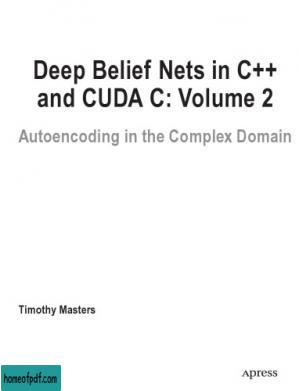 Deep Belief Nets in C++
and CUDA C: Volume 2
Autoencoding in the Complex Domain
Timothy Masters
homeofpdf.com
Apress